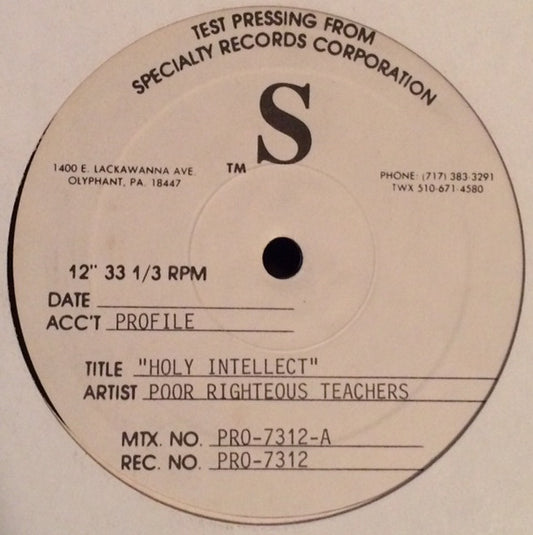 TEST PRESSING FROM
SPECIALTY RECORDS CORPORATION
S
TM
1400 E. LACKAWANNA AVE.
OLYPHANT, PA. 18447
PHONE: (717) 383-3291
TWX 510-671-4580
12" 33 1/3 RPM
DATE
ACC'T PROFILE
TITLE "HOLY INTELLECT"
ARTIST POOR RIGHTEOUS TEACHERS
MTX. NO. PRO-7312-A
REC. NO. PRO-7312